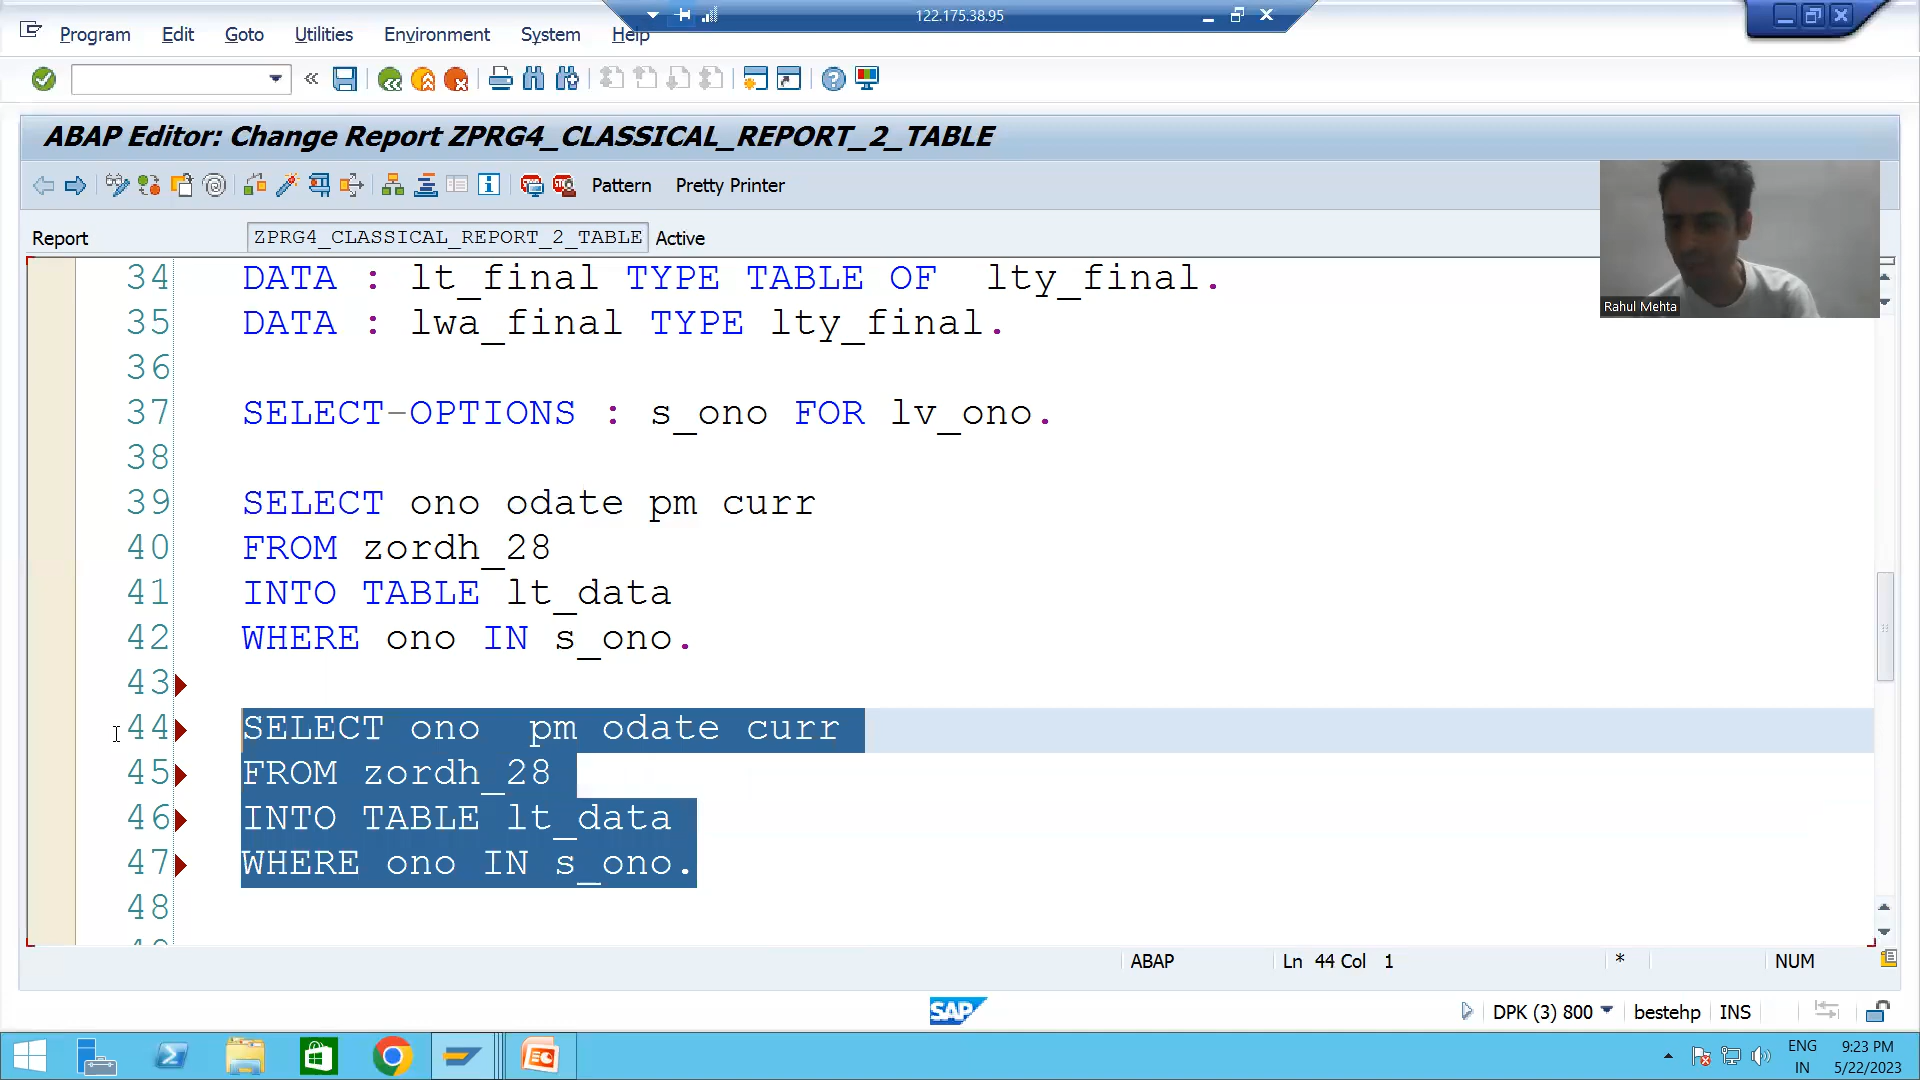 122.175.38.95
Program Edit Goto Utilities Environment System Help
ABAP Editor: Change Report ZPRG4_CLASSICAL_REPORT_2_TABLE
Pattern Pretty Printer
Report ZPRG4_CLASSICAL_REPORT_2_TABLE Active
Rahul Mehta
34 DATA : lt_final TYPE TABLE OF lty_final.
35 DATA : lwa_final TYPE lty_final.
36
37 SELECT-OPTIONS : s_ono FOR lv_ono.
38
39 SELECT ono odate pm curr
40 FROM zordh_28
41 INTO TABLE lt_data
42 WHERE ono IN s_ono.
43
44 SELECT ono pm odate curr
45 FROM zordh_28
46 INTO TABLE lt_data
47 WHERE ono IN s_ono.
48
ABAP Ln 44 Col 1 * NUM
SAP DPK (3) 800 bestehp INS
ENG 9:23 PM
IN 5/22/2023